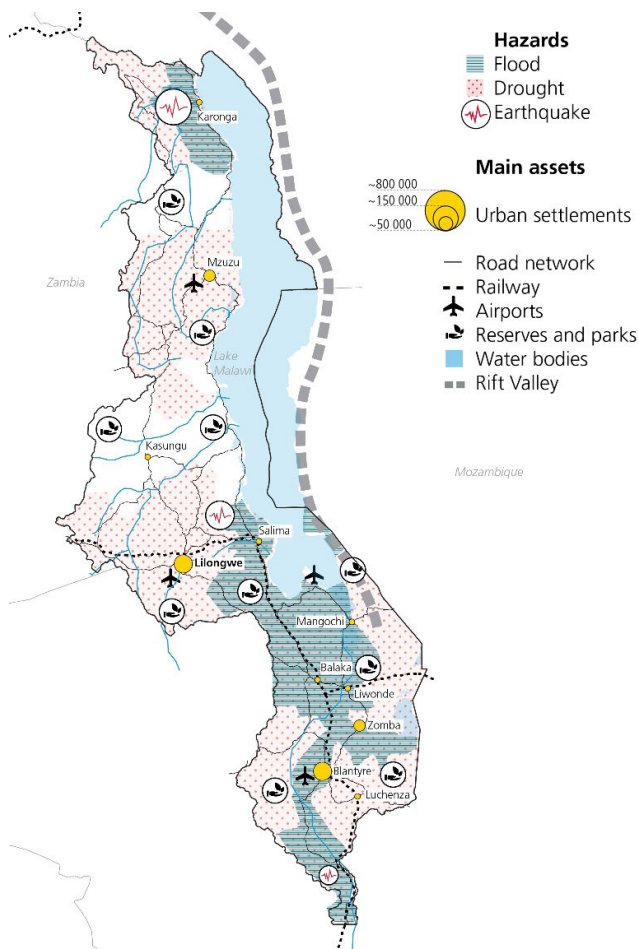 Hazards
Flood
Drought
Earthquake
Main assets
~800 000
~150 000
~50 000
Urban settlements
Road network
Railway
Airports
Reserves and parks
Water bodies
Rift Valley
Karonga
Zambia
Mzuzu
Lake
Malawi
Kasungu
Mozambique
Salima
Lilongwe
Mangochi
Balaka
Liwonde
Zomba
Blantyre
Luchenza